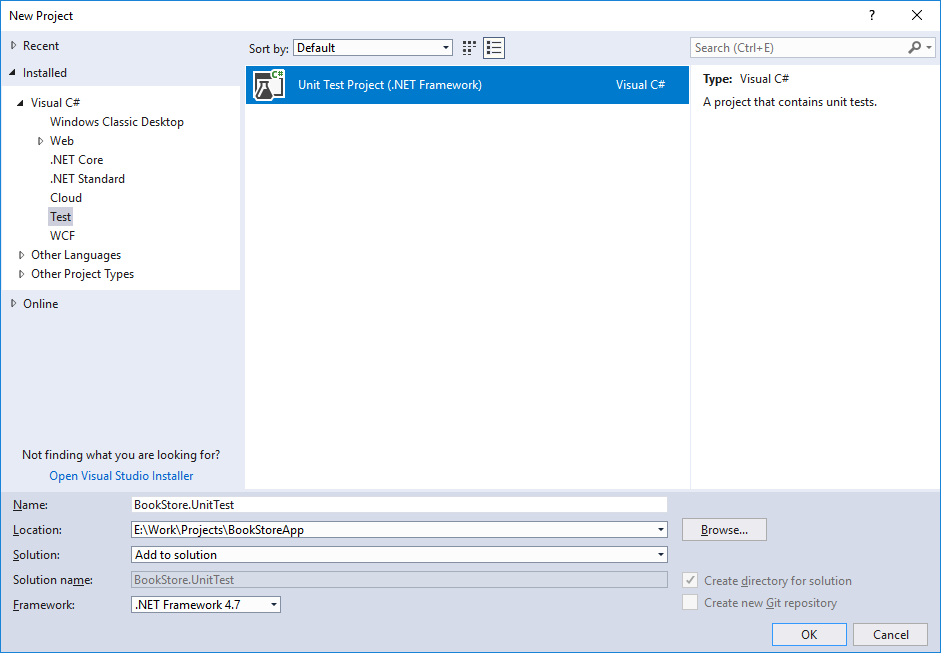 New Project
?
Recent
Installed
Visual C#
Windows Classic Desktop
Web
.NET Core
.NET Standard
Cloud
Test
WCF
Other Languages
Other Project Types
Online
Not finding what you are looking for?
Open Visual Studio Installer
Sort by: Default
C#
Unit Test Project (.NET Framework) Visual C#
Search (Ctrl+E)
Type: Visual C#
A project that contains unit tests.
Name: BookStore.UnitTest
Location: E:\Work\Projects\BookStoreApp Browse...
Solution: Add to solution
Solution name: BookStore.UnitTest Create directory for solution
Framework: .NET Framework 4.7 Create new Git repository
OK Cancel